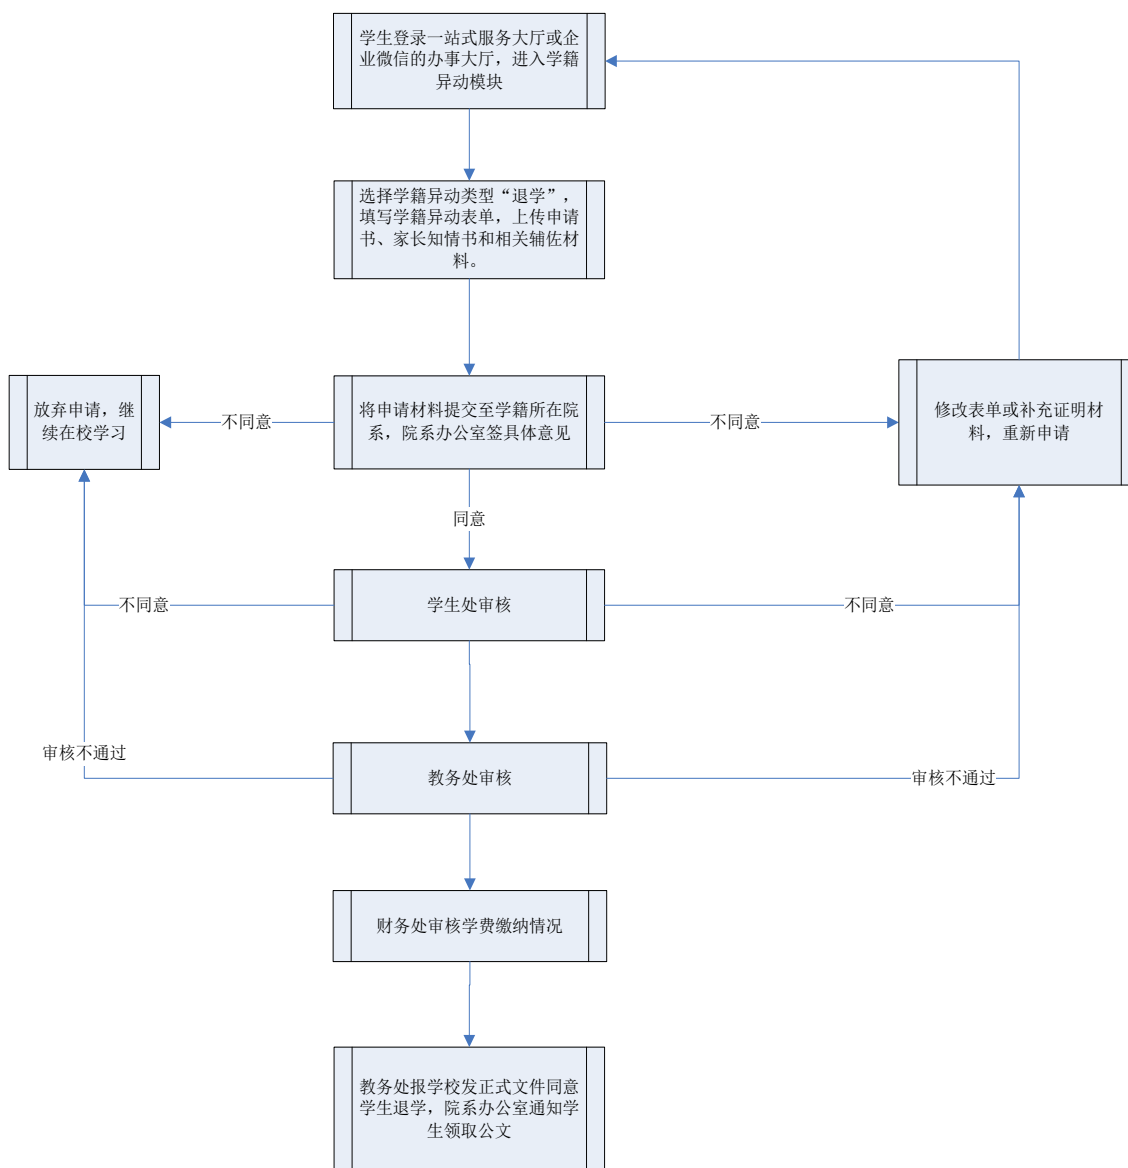 学生登录一站式服务大厅或企
业微信的办事大厅，进入学籍
异动模块
选择学籍异动类型“退学”，
填写学籍异动表单，上传申请
书、家长知情书和相关辅佐材
料。
放弃申请，继
续在校学习
不同意
将申请材料提交至学籍所在院
系，院系办公室签具体意见
不同意
修改表单或补充证明材
料，重新申请
同意
不同意
学生处审核
不同意
审核不通过
教务处审核
审核不通过
财务处审核学费缴纳情况
教务处报学校发正式文件同意
学生退学，院系办公室通知学
生领取公文